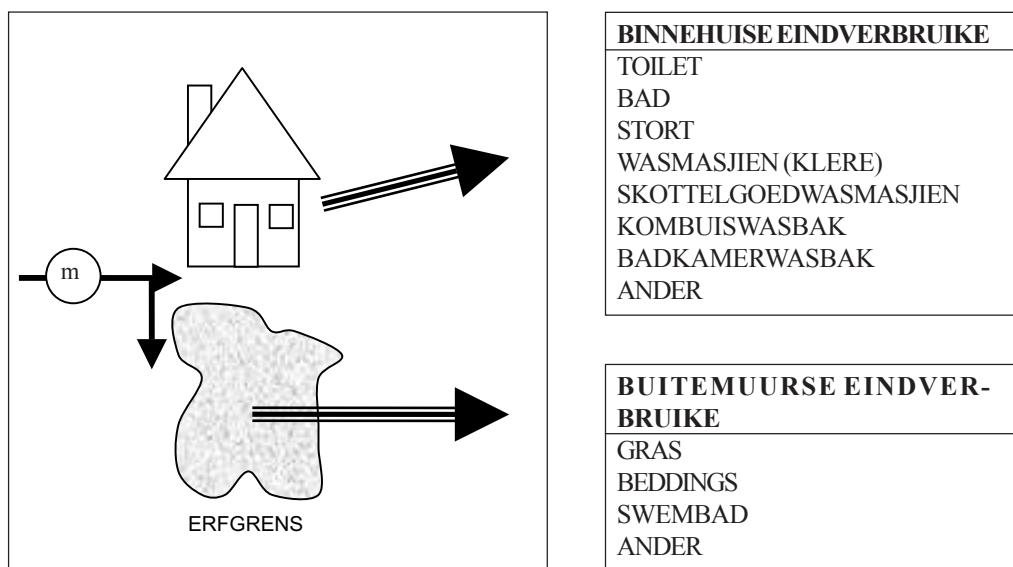 m
ERFGRENS
BINNEHUISE EINDVERBRUIKE
TOILET
BAD
STORT
WASMASJIEN (KLERE)
SKOTTELGOEDWASMASJIEN
KOMBUISWASBAK
BADKAMERWASBAK
ANDER
BUITEMUURSE EINDVER-
BRUIKE
GRAS
BEDDINGS
SWEMBAD
ANDER